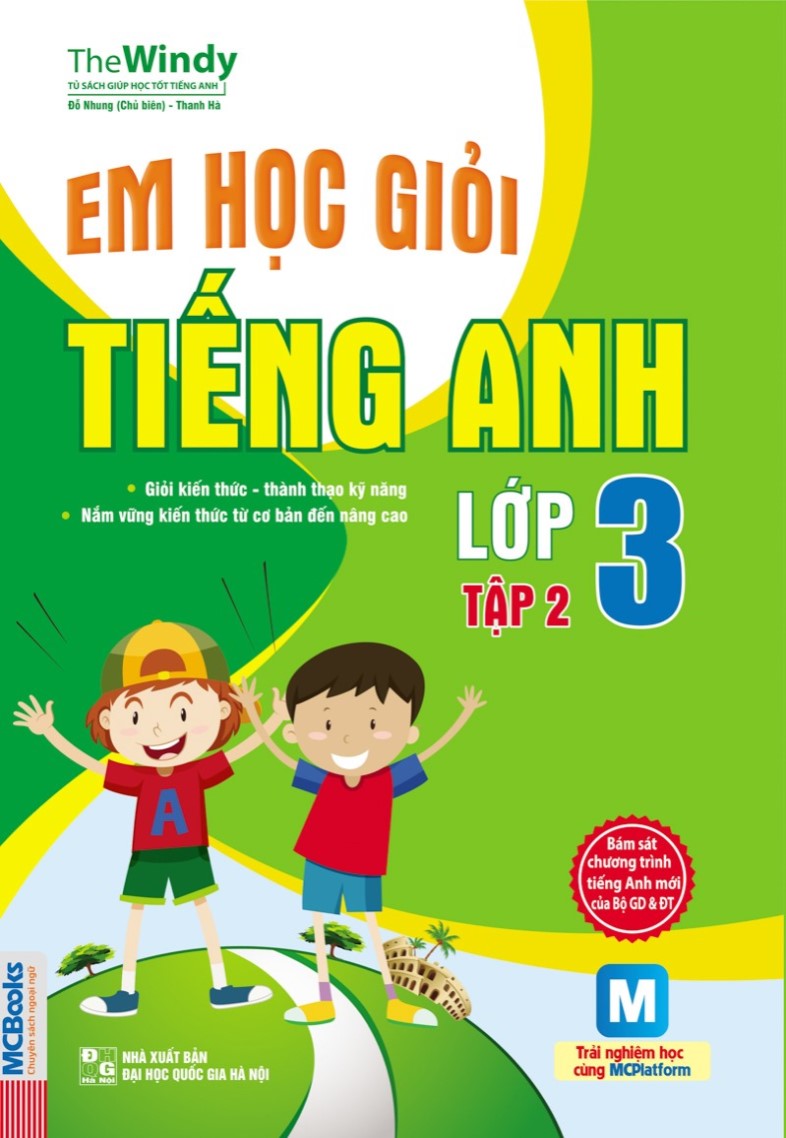 TheWindy
TỦ SÁCH GIÚP HỌC TỐT TIẾNG ANH
Đỗ Nhung (Chủ biên) - Thanh Hà
EM HỌC GIỎI
TIẾNG ANH
• Giỏi kiến thức - thành thạo kỹ năng
• Nắm vững kiến thức từ cơ bản đến nâng cao
LỚP 3
TẬP 2
A
Bám sát
chương trình
tiếng Anh mới
của Bộ GD & ĐT
M
Trải nghiệm học
cùng MCPlatform
MCBooks
Chuyên sách ngoại ngữ
ĐHQG
Hà Nội
NHÀ XUẤT BẢN
ĐẠI HỌC QUỐC GIA HÀ NỘI